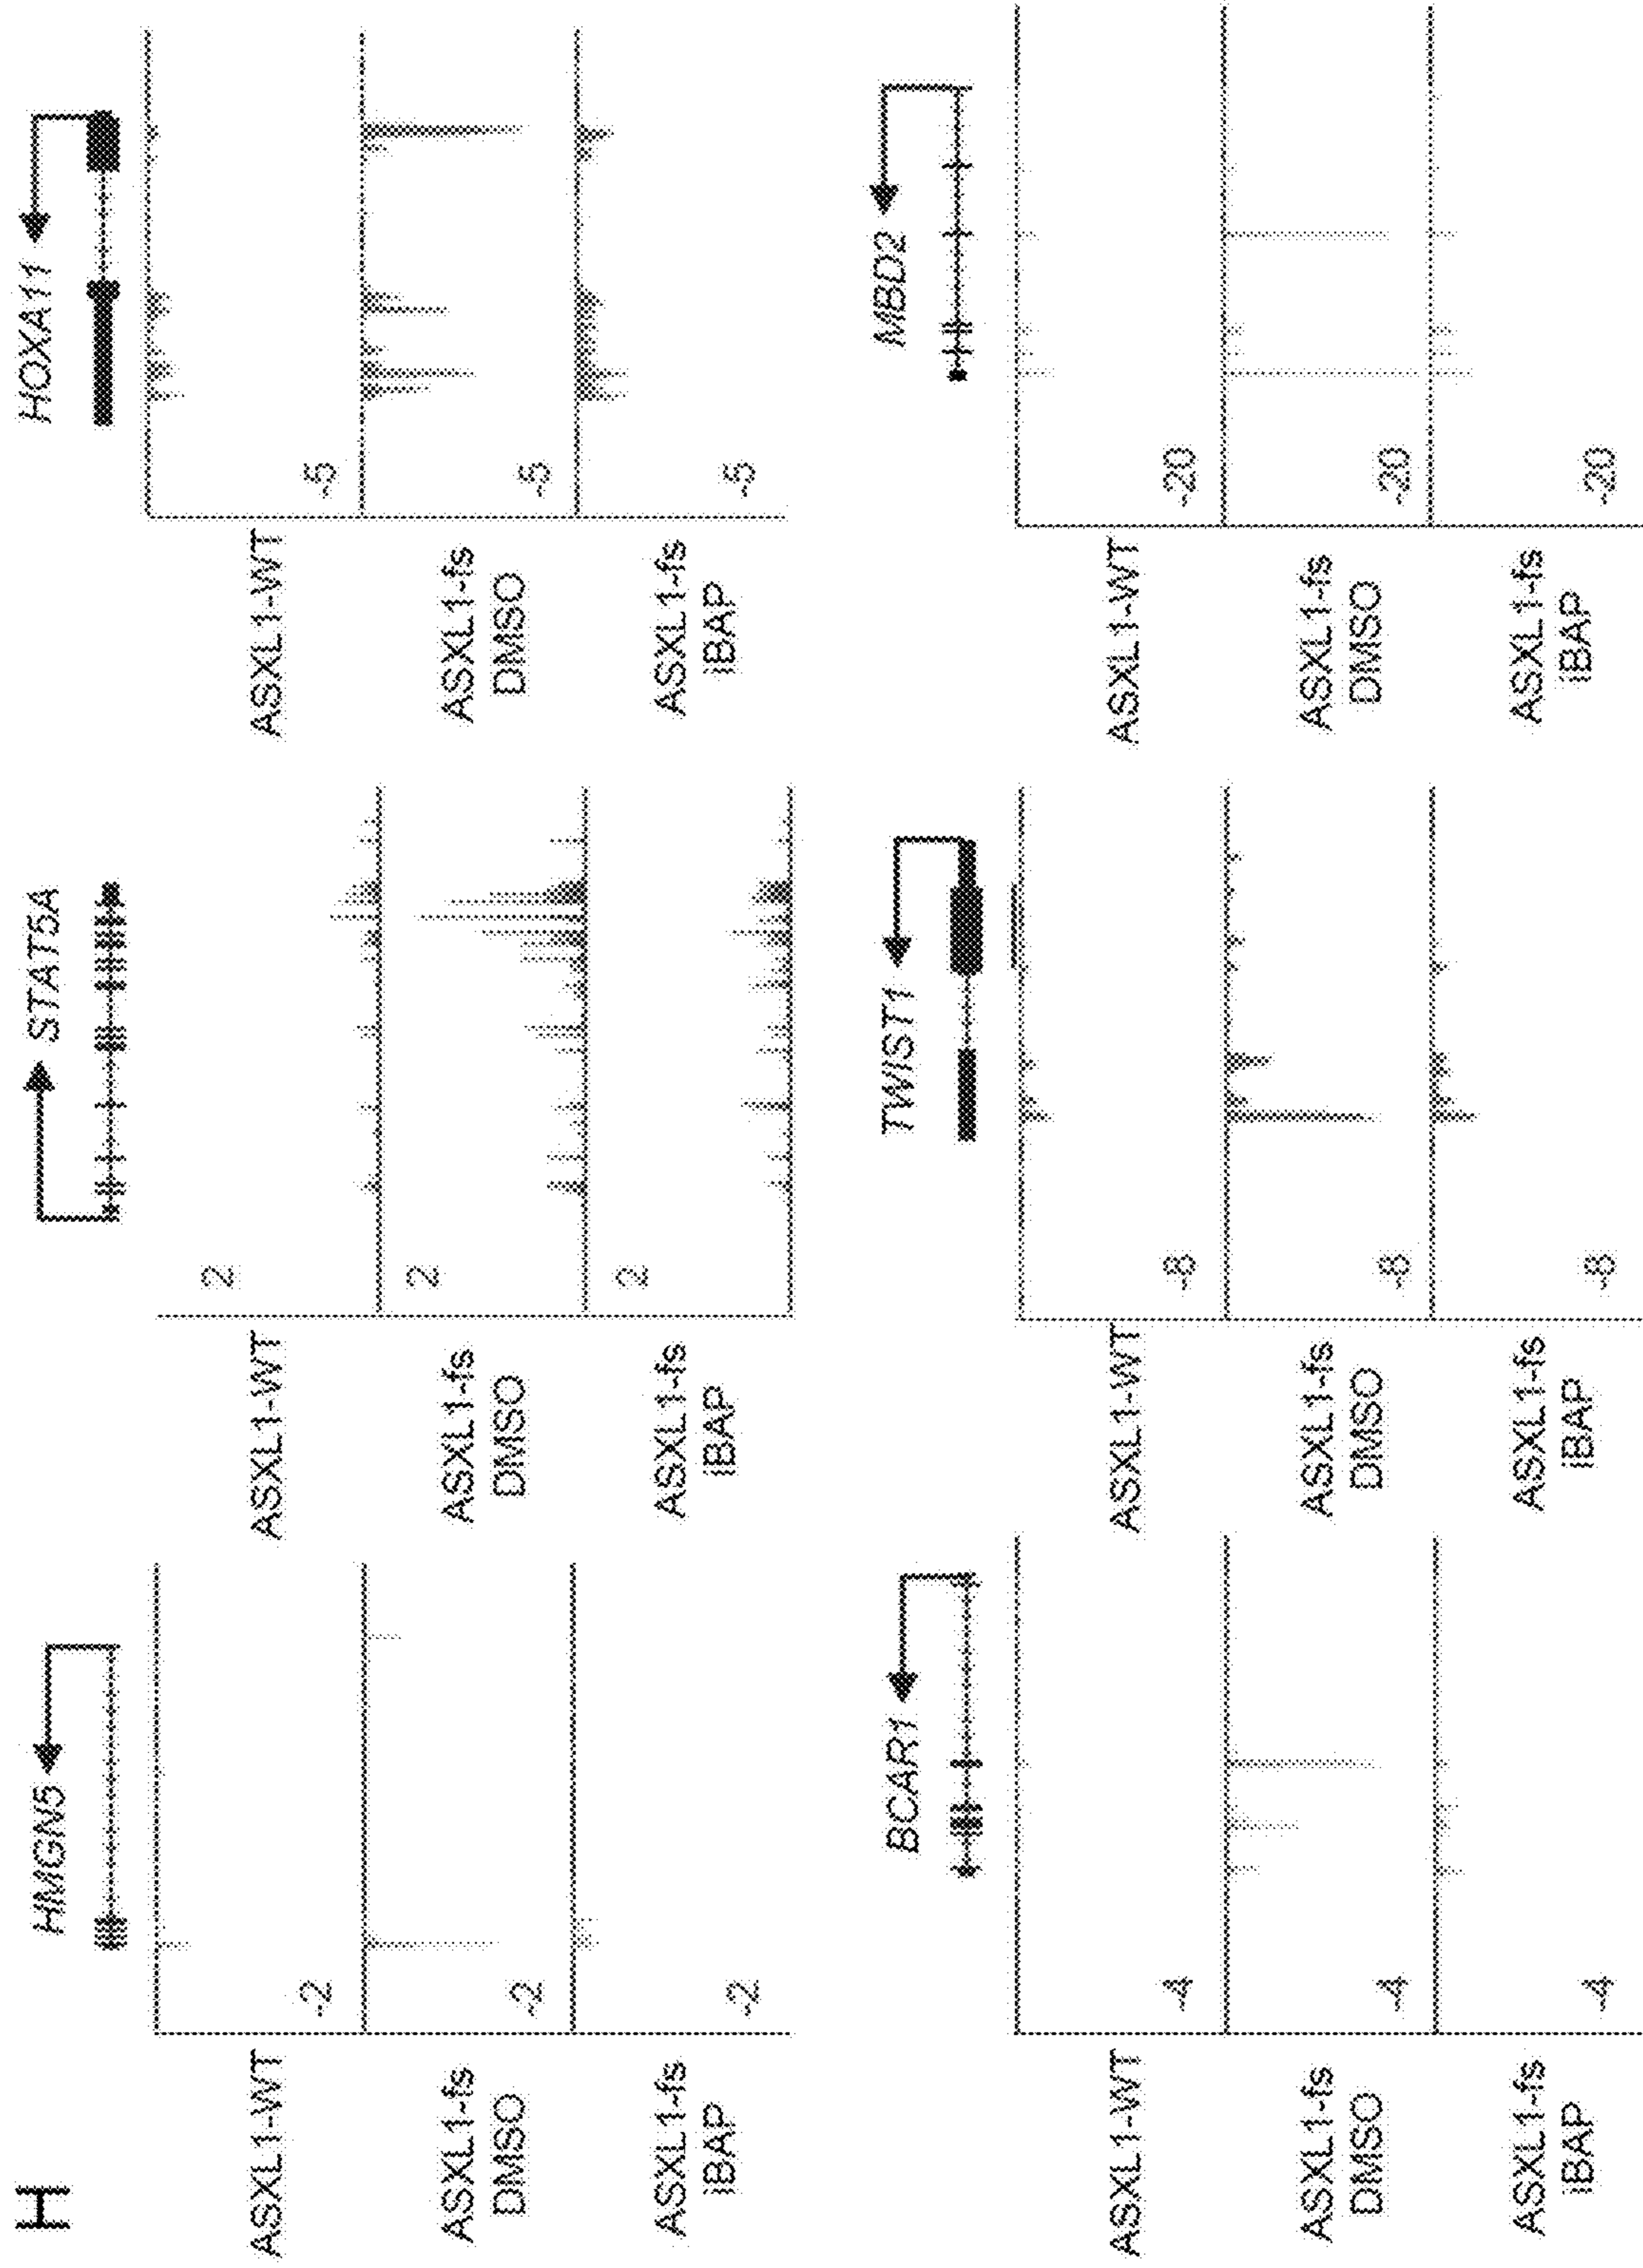 H
HMGN5
ASXL1-WT
-2
ASXL1-fs
DMSO
-2
ASXL1-fs
iBAP
-2
STAT5A
ASXL1-WT
2
ASXL1-fs
DMSO
2
ASXL1-fs
iBAP
2
HOXA11
ASXL1-WT
-5
ASXL1-fs
DMSO
-5
ASXL1-fs
iBAP
-5
BCAR1
ASXL1-WT
-4
ASXL1-fs
DMSO
-4
ASXL1-fs
iBAP
-4
TWIST1
ASXL1-WT
-8
ASXL1-fs
DMSO
-8
ASXL1-fs
iBAP
-8
MBD2
ASXL1-WT
-20
ASXL1-fs
DMSO
-20
ASXL1-fs
iBAP
-20